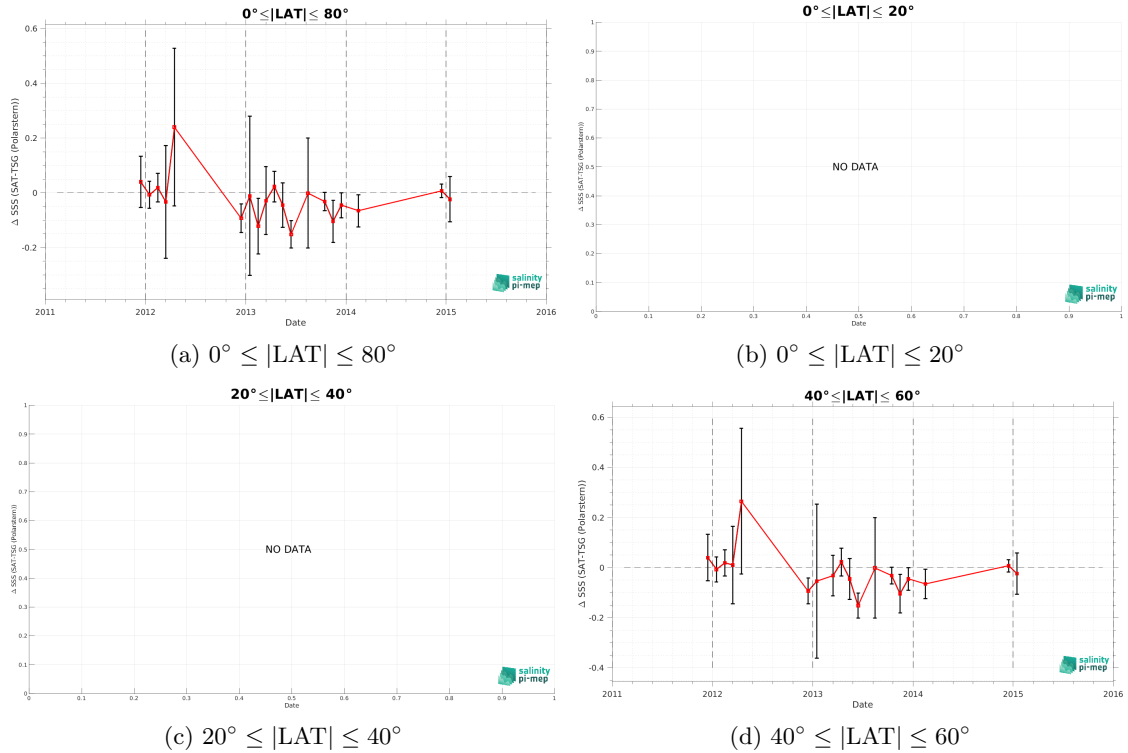 0°≤|LAT|≤ 80°
0.6
0.4
0.2
0
-0.2
Δ SSS (SAT-TSG (Polarstern))
salinity
pi-mep
2011 2012 2013 2014 2015 2016
Date
(a) 0° ≤ |LAT| ≤ 80°
0°≤|LAT|≤ 20°
1
0.9
0.8
0.7
0.6
0.5
0.4
0.3
0.2
0.1
0
Δ SSS (SAT-TSG (Polarstern))
NO DATA
salinity
pi-mep
0 0.1 0.2 0.3 0.4 0.5 0.6 0.7 0.8 0.9 1
Date
(b) 0° ≤ |LAT| ≤ 20°
20°≤|LAT|≤ 40°
1
0.9
0.8
0.7
0.6
0.5
0.4
0.3
0.2
0.1
0
Δ SSS (SAT-TSG (Polarstern))
NO DATA
salinity
pi-mep
0 0.1 0.2 0.3 0.4 0.5 0.6 0.7 0.8 0.9 1
Date
(c) 20° ≤ |LAT| ≤ 40°
40°≤|LAT|≤ 60°
0.6
0.4
0.2
0
-0.2
-0.4
Δ SSS (SAT-TSG (Polarstern))
salinity
pi-mep
2011 2012 2013 2014 2015 2016
Date
(d) 40° ≤ |LAT| ≤ 60°